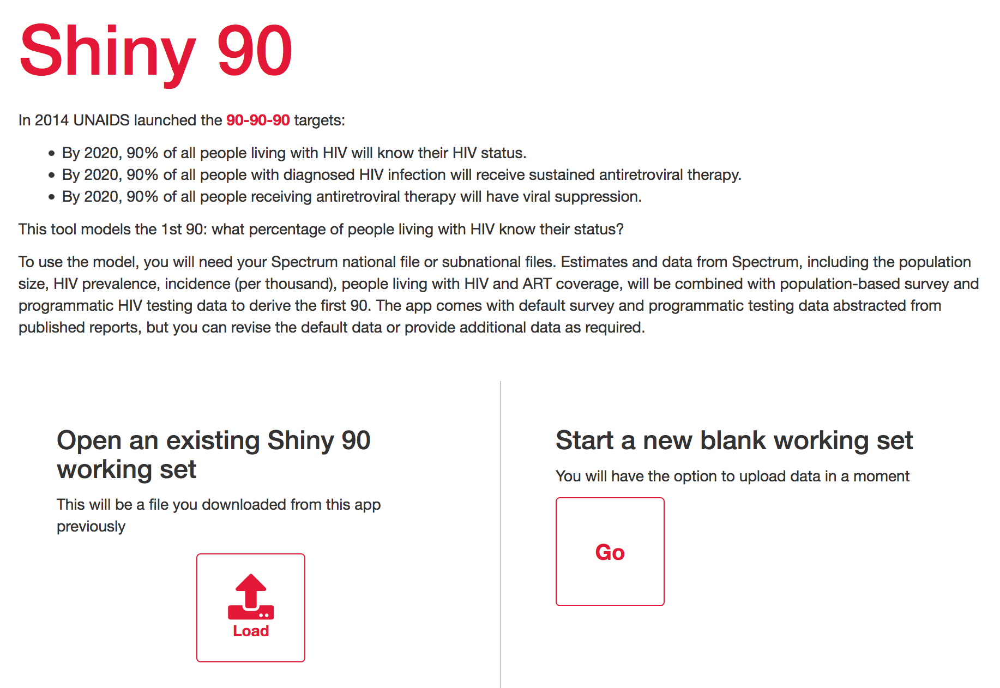 Shiny 90
In 2014 UNAIDS launched the 90-90-90 targets:
• By 2020, 90% of all people living with HIV will know their HIV status.
• By 2020, 90% of all people with diagnosed HIV infection will receive sustained antiretroviral therapy.
• By 2020, 90% of all people receiving antiretroviral therapy will have viral suppression.
This tool models the 1st 90: what percentage of people living with HIV know their status?
To use the model, you will need your Spectrum national file or subnational files. Estimates and data from Spectrum, including the population
size, HIV prevalence, incidence (per thousand), people living with HIV and ART coverage, will be combined with population-based survey and
programmatic HIV testing data to derive the first 90. The app comes with default survey and programmatic testing data abstracted from
published reports, but you can revise the default data or provide additional data as required.
Open an existing Shiny 90
working set
This will be a file you downloaded from this app
previously
Load
Start a new blank working set
You will have the option to upload data in a moment
Go